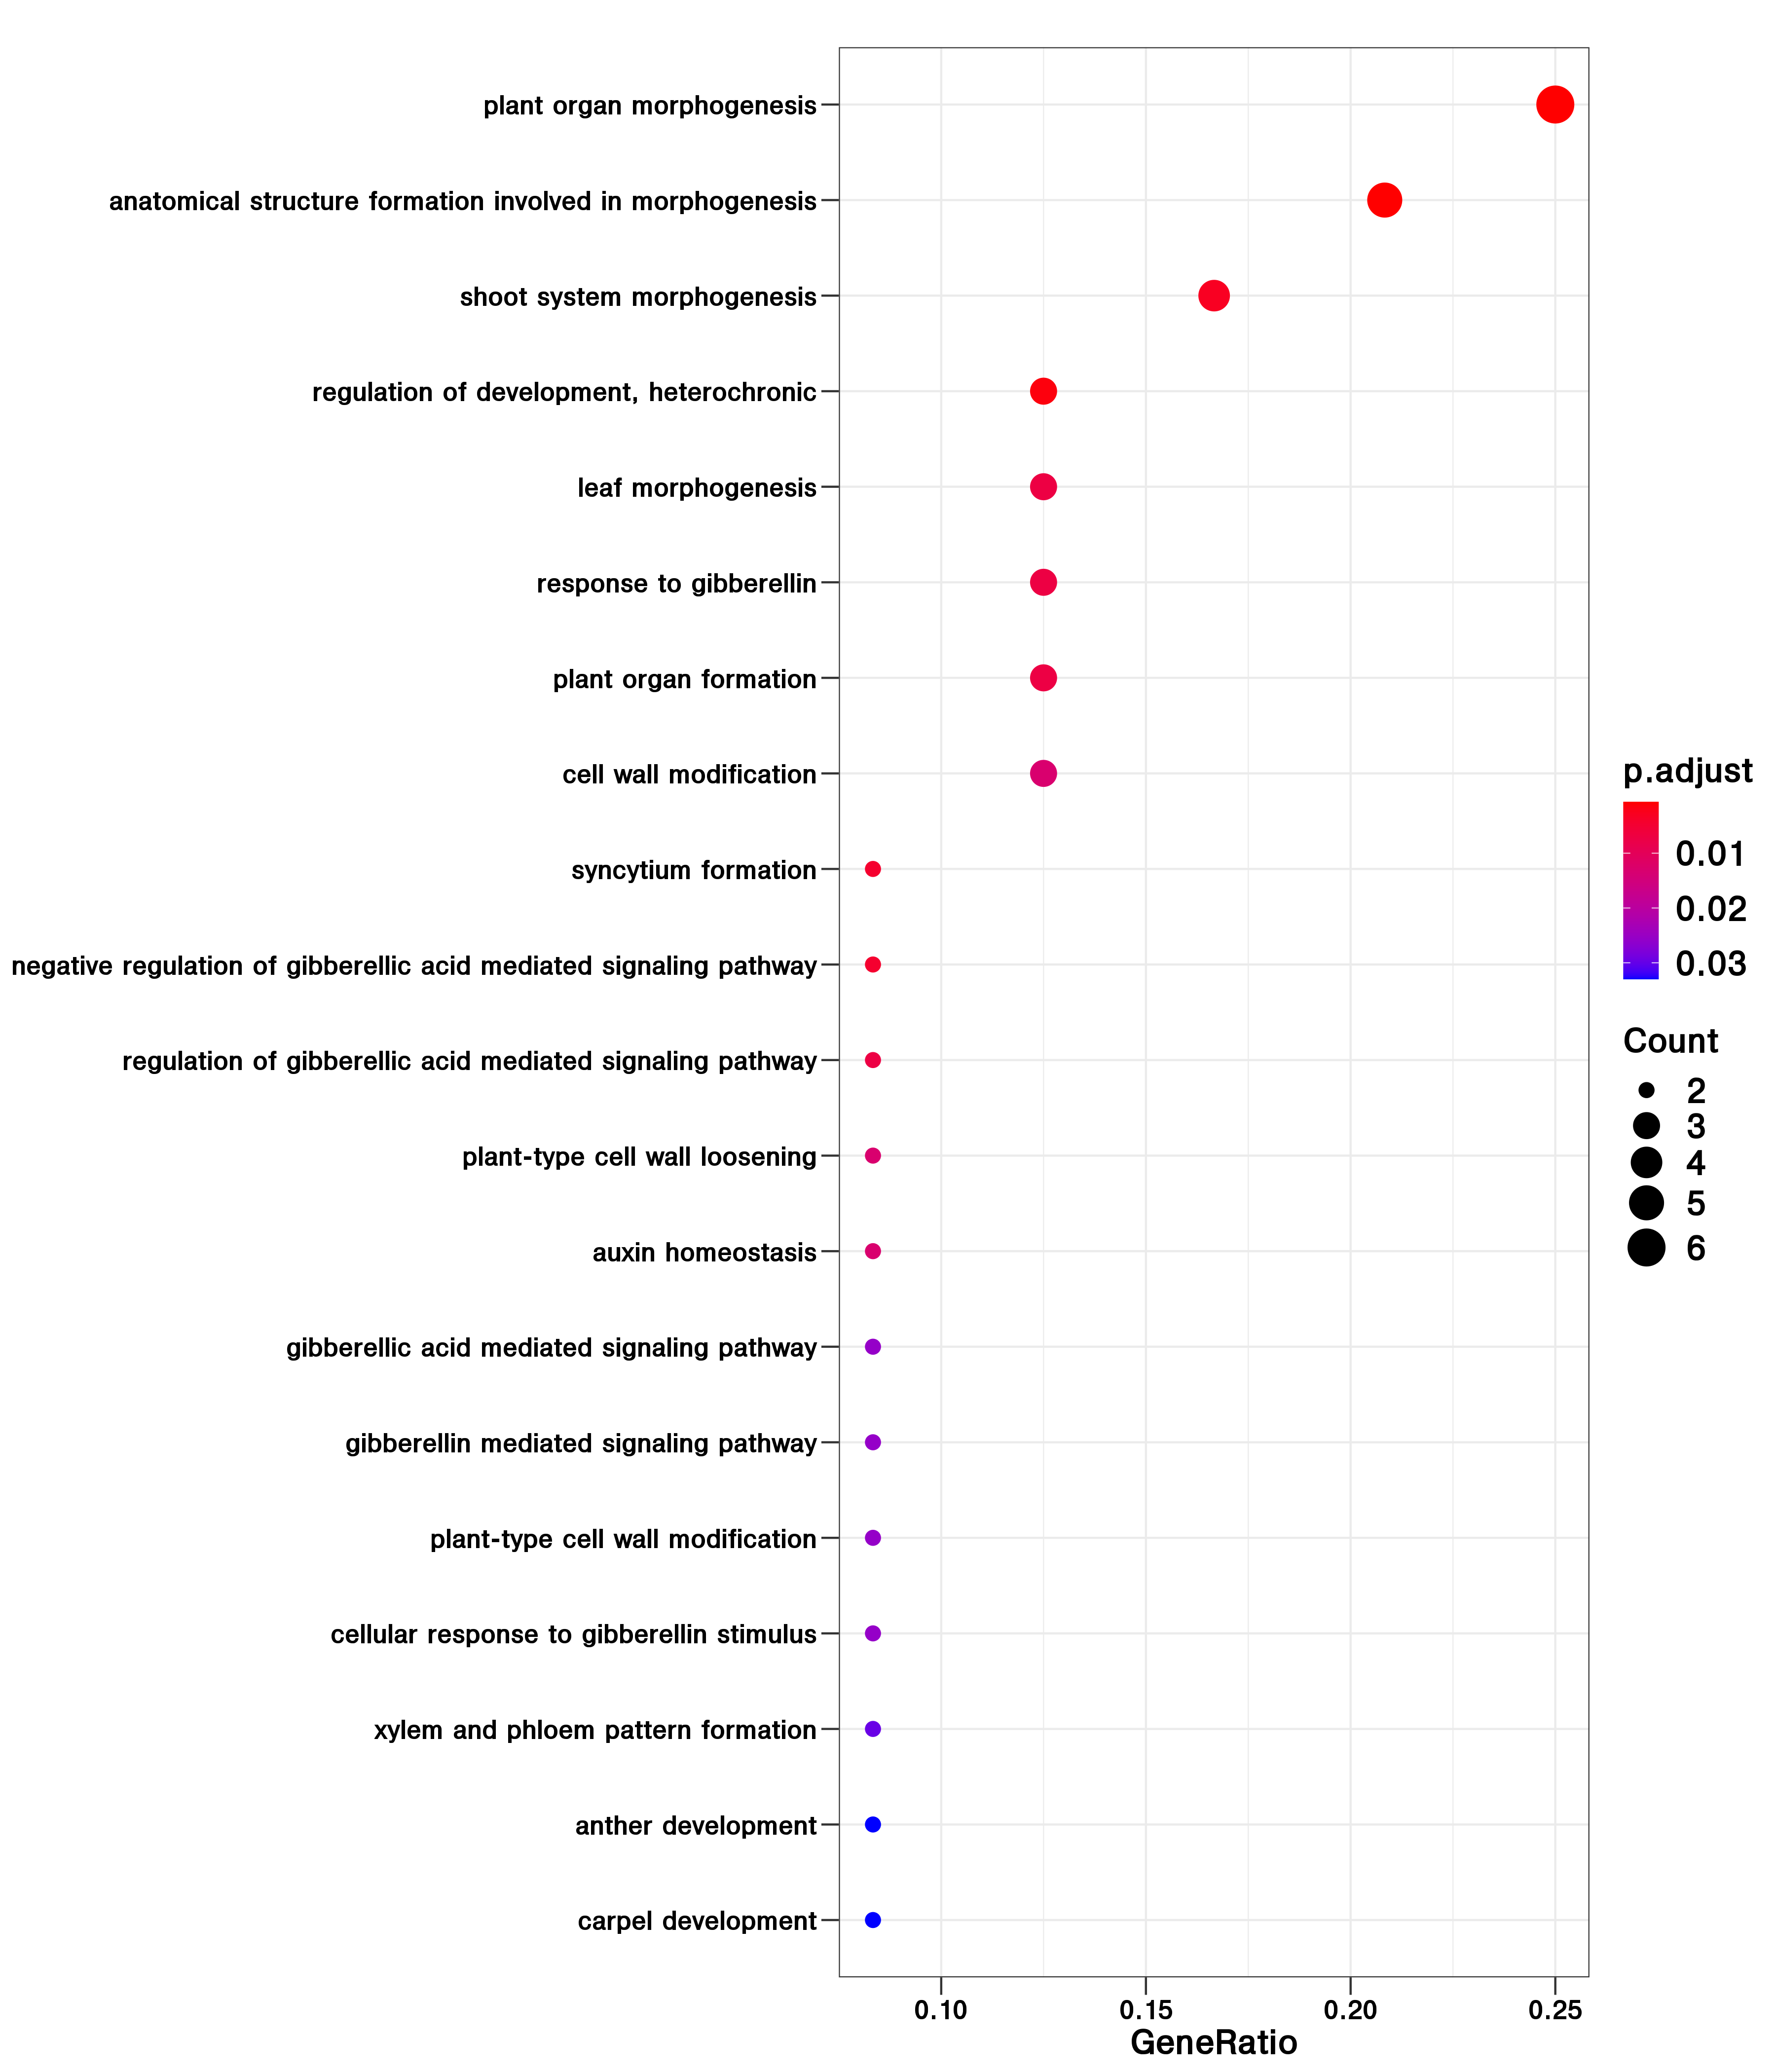 plant organ morphogenesis
anatomical structure formation involved in morphogenesis
shoot system morphogenesis
regulation of development, heterochronic
leaf morphogenesis
response to gibberellin
plant organ formation
cell wall modification
syncytium formation
negative regulation of gibberellic acid mediated signaling pathway
regulation of gibberellic acid mediated signaling pathway
plant-type cell wall loosening
auxin homeostasis
gibberellic acid mediated signaling pathway
gibberellin mediated signaling pathway
plant-type cell wall modification
cellular response to gibberellin stimulus
xylem and phloem pattern formation
anther development
carpel development
0.10 0.15 0.20 0.25
GeneRatio
p.adjust
0.01
0.02
0.03
Count
2
3
4
5
6